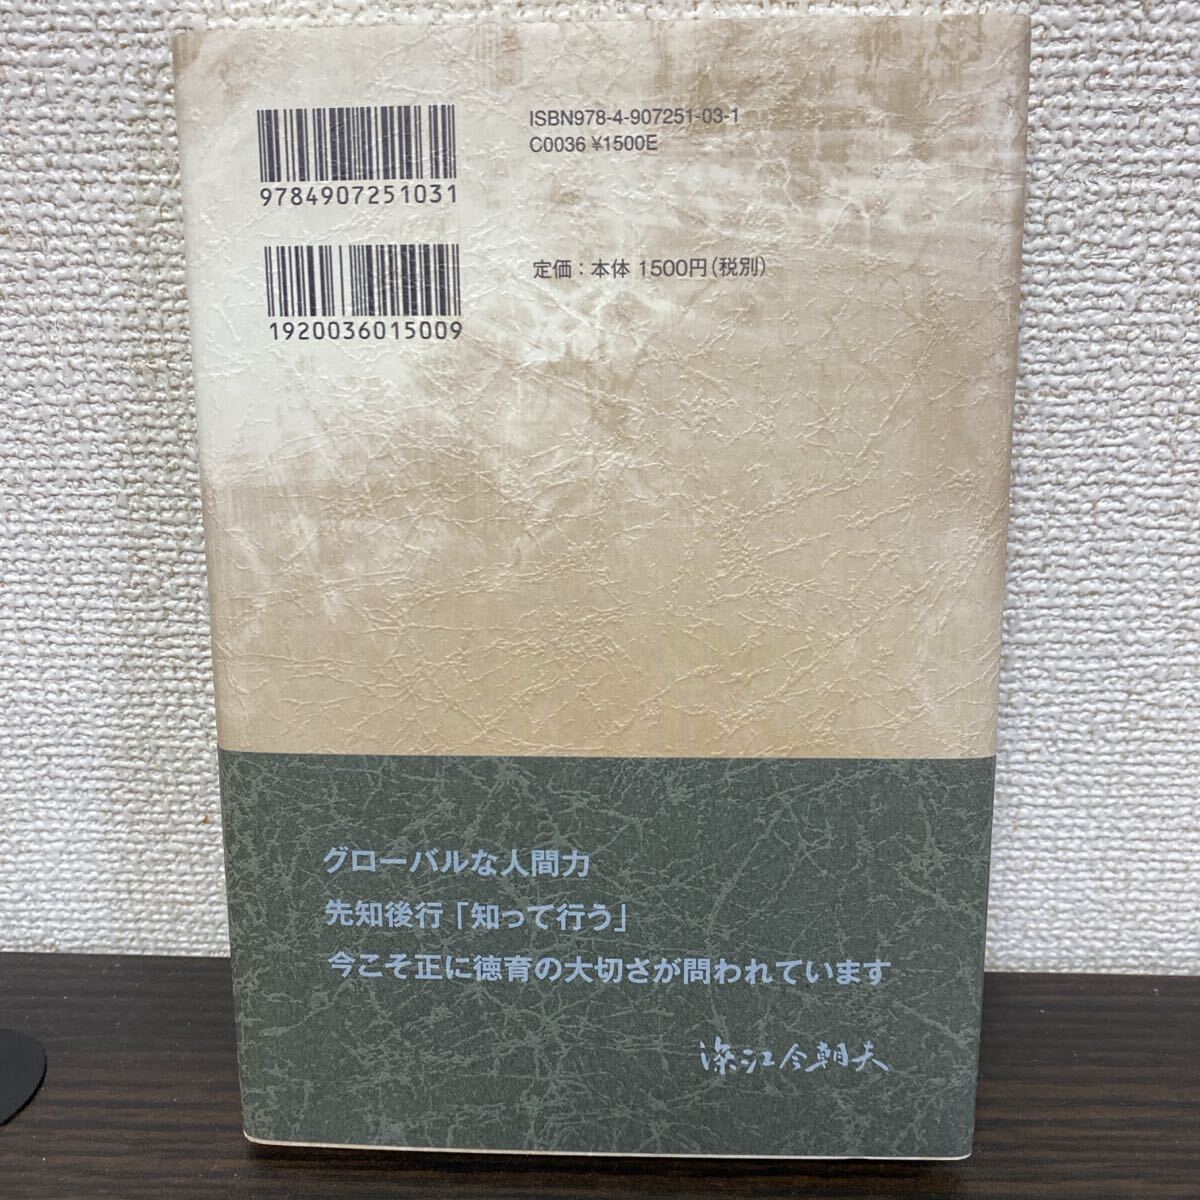 ISBN978-4-907251-03-1
C0036 ¥1500E
9784907251031
定価：本体 1500円（税別）
1920036015009
グローバルな人間力
先知後行「知って行う」
今こそ正に徳育の大切さが問われています
深江今朝夫